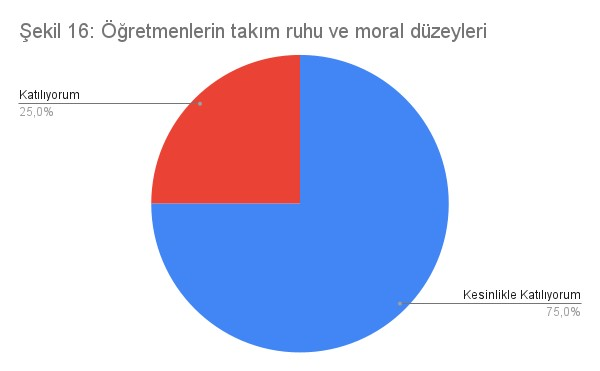 Şekil 16: Öğretmenlerin takım ruhu ve moral düzeyleri
Katılıyorum
25,0%
Kesinlikle Katılıyorum
75,0%